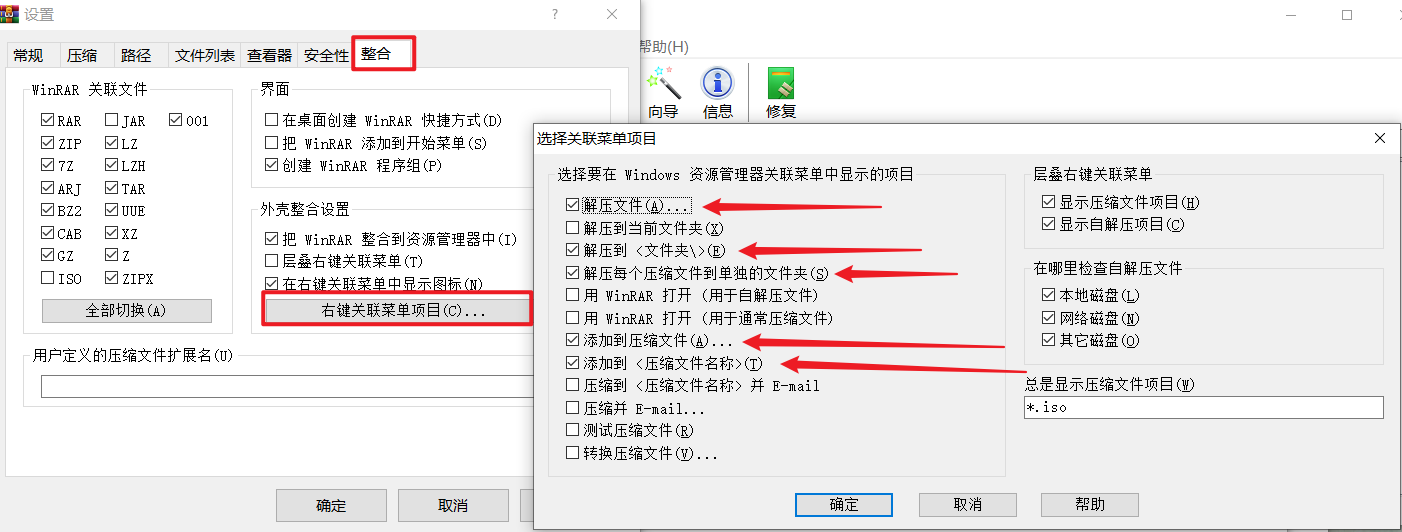 设置
?
常规 压缩 路径 文件列表 查看器 安全性 整合
WinRAR 关联文件
RAR JAR 001
ZIP LZ
7Z LZH
ARJ TAR
BZ2 UUE
CAB XZ
GZ Z
ISO ZIPX
全部切换(A)
界面
在桌面创建 WinRAR 快捷方式(D)
把 WinRAR 添加到开始菜单(S)
创建 WinRAR 程序组(P)
外壳整合设置
把 WinRAR 整合到资源管理器中(I)
层叠右键关联菜单(T)
在右键关联菜单中显示图标(N)
右键关联菜单项目(C)...
用户定义的压缩文件扩展名(U)
确定 取消
帮助(H)
向导 信息 修复
选择关联菜单项目
选择要在 Windows 资源管理器关联菜单中显示的项目
解压文件(A)...
解压到当前文件夹(X)
解压到 <文件夹\>(E)
解压每个压缩文件到单独的文件夹(S)
用 WinRAR 打开 (用于自解压文件)
用 WinRAR 打开 (用于通常压缩文件)
添加到压缩文件(A)...
添加到 <压缩文件名称>(T)
压缩到 <压缩文件名称> 并 E-mail
压缩并 E-mail...
测试压缩文件(R)
转换压缩文件(V)...
层叠右键关联菜单
显示压缩文件项目(H)
显示自解压项目(C)
在哪里检查自解压文件
本地磁盘(L)
网络磁盘(N)
其它磁盘(O)
总是显示压缩文件项目(W)
*.iso
确定 取消 帮助